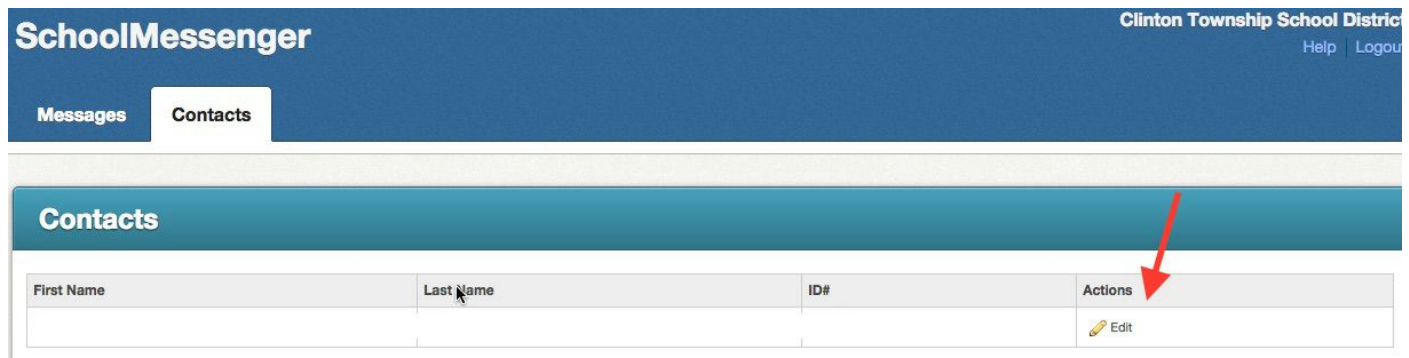 Clinton Township School District
SchoolMessenger
Help Logout
Messages Contacts
Contacts
First Name Last Name ID# Actions
Edit